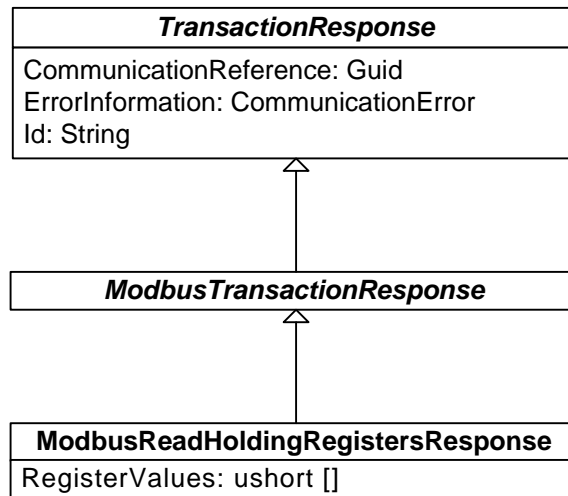 TransactionResponse
CommunicationReference: Guid
ErrorInformation: CommunicationError
Id: String
ModbusTransactionResponse
ModbusReadHoldingRegistersResponse
RegisterValues: ushort []